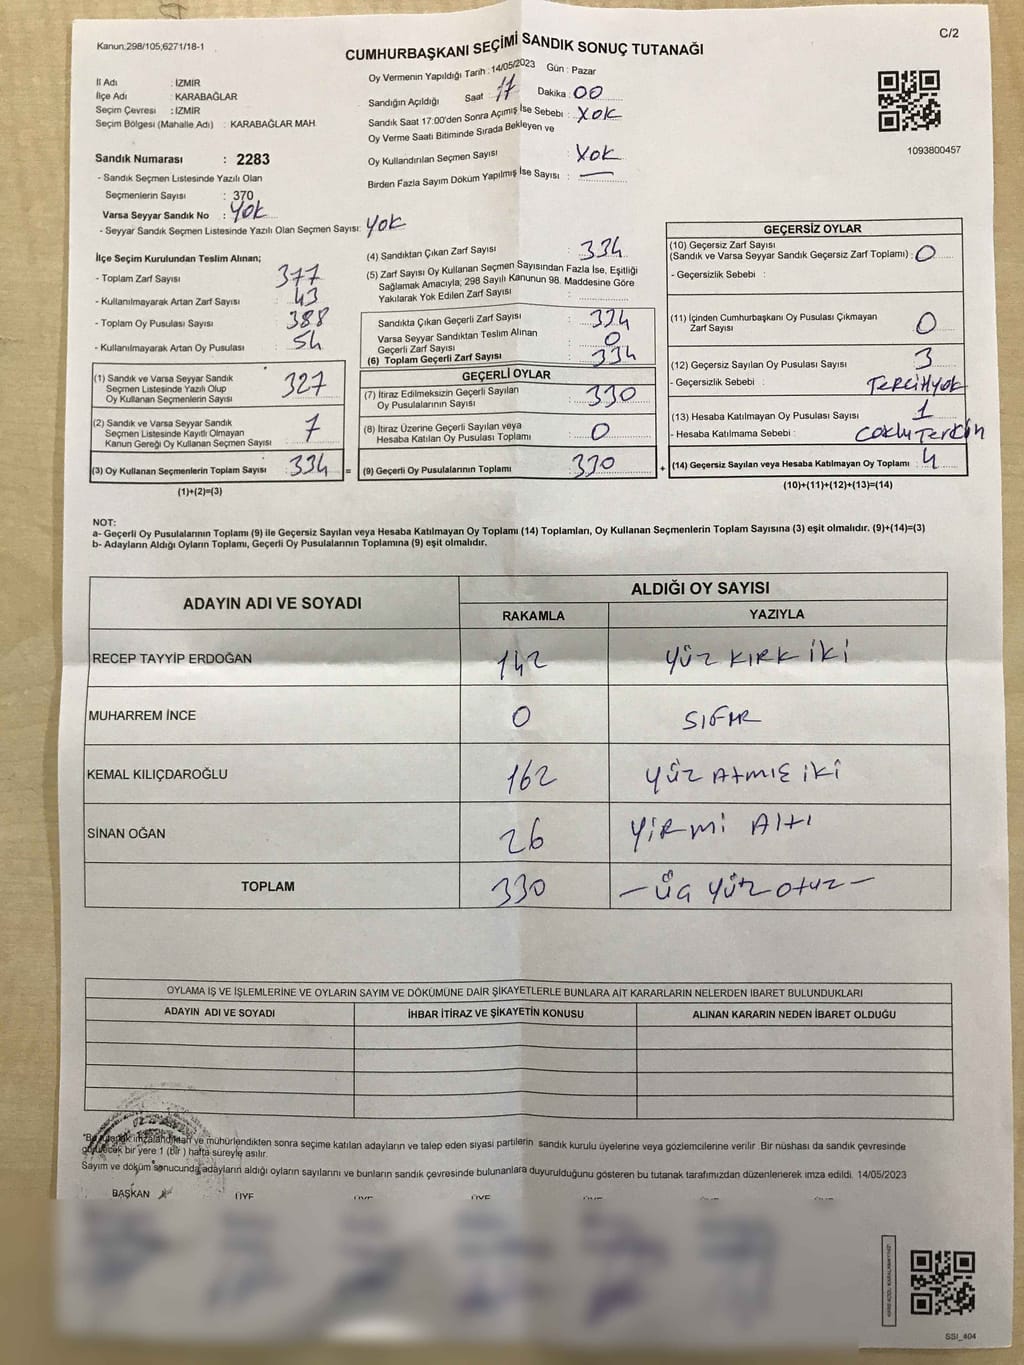 Kanun;298/105;6271/18-1
C/2
CUMHURBAŞKANI SEÇİMİ SANDIK SONUÇ TUTANAĞI
İl Adı : İZMİR
İlçe Adı : KARABAĞLAR
Seçim Çevresi : İZMİR
Seçim Bölgesi (Mahalle Adı) : KARABAĞLAR MAH.
Oy Vermenin Yapıldığı Tarih : 14/05/2023 Gün : Pazar
Sandığın Açıldığı Saat : 17 Dakika : 00
Sandık Saat 17:00'den Sonra Açımış İse Sebebi : YOK
Oy Verme Saati Bitiminde Sırada Bekleyen ve
Oy Kullandırılan Seçmen Sayısı : YOK
Birden Fazla Sayım Döküm Yapılmış İse Sayısı : —
1093800457
Sandık Numarası : 2283
- Sandık Seçmen Listesinde Yazılı Olan
Seçmenlerin Sayısı : 370
Varsa Seyyar Sandık No : YOK
- Seyyar Sandık Seçmen Listesinde Yazılı Olan Seçmen Sayısı: YOK
İlçe Seçim Kurulundan Teslim Alınan;
- Toplam Zarf Sayısı : 377
- Kullanılmayarak Artan Zarf Sayısı : 43
- Toplam Oy Pusulası Sayısı : 388
- Kullanılmayarak Artan Oy Pusulası : 54
(1) Sandık ve Varsa Seyyar Sandık
Seçmen Listesinde Yazılı Olup
Oy Kullanan Seçmenlerin Sayısı : 327
(2) Sandık ve Varsa Seyyar Sandık
Seçmen Listesinde Kayıtlı Olmayan
Kanun Gereği Oy Kullanan Seçmen Sayısı : 7
(3) Oy Kullanan Seçmenlerin Toplam Sayısı : 334
(1)+(2)=(3)
(4) Sandıktan Çıkan Zarf Sayısı : 334
(5) Zarf Sayısı Oy Kullanan Seçmen Sayısından Fazla İse, Eşitliği
Sağlamak Amacıyla, 298 Sayılı Kanunun 98. Maddesine Göre
Yakılarak Yok Edilen Zarf Sayısı :
Sandıkta Çıkan Geçerli Zarf Sayısı : 334
Varsa Seyyar Sandıktan Teslim Alınan
Geçerli Zarf Sayısı : 0
(6) Toplam Geçerli Zarf Sayısı : 334
GEÇERLİ OYLAR
(7) İtiraz Edilmeksizin Geçerli Sayılan
Oy Pusulalarının Sayısı : 330
(8) İtiraz Üzerine Geçerli Sayılan veya
Hesaba Katılan Oy Pusulaları Toplamı : 0
= (9) Geçerli Oy Pusulalarının Toplamı : 330
GEÇERSİZ OYLAR
(10) Geçersiz Zarf Sayısı
(Sandık ve Varsa Seyyar Sandık Geçersiz Zarf Toplamı) : 0
- Geçersizlik Sebebi :
(11) İçinden Cumhurbaşkanı Oy Pusulası Çıkmayan
Zarf Sayısı : 0
(12) Geçersiz Sayılan Oy Pusulası Sayısı : 3
- Geçersizlik Sebebi : TERCİH YOK
(13) Hesaba Katılmayan Oy Pusulası Sayısı : 1
- Hesaba Katılmama Sebebi :
+ (14) Geçersiz Sayılan veya Hesaba Katılmayan Oy Toplamı : 4
(10)+(11)+(12)+(13)=(14)
NOT:
a- Geçerli Oy Pusulalarının Toplamı (9) ile Geçersiz Sayılan veya Hesaba Katılmayan Oy Toplamı (14) Toplamları, Oy Kullanan Seçmenlerin Toplam Sayısına (3) eşit olmalıdır. (9)+(14)=(3)
b- Adayların Aldığı Oyların Toplamı, Geçerli Oy Pusulalarının Toplamına (9) eşit olmalıdır.
ADAYIN ADI VE SOYADI
ALDIĞI OY SAYISI
RAKAMLA YAZIYLA
RECEP TAYYİP ERDOĞAN 142 YÜZ KIRK İKİ
MUHARREM İNCE 0 SIFIR
KEMAL KILIÇDAROĞLU 162 YÜZ ATMIŞ İKİ
SİNAN OĞAN 26 YİRMİ ALTI
TOPLAM 330 — ÜÇ YÜZ OTUZ —
OYLAMA İŞ VE İŞLEMLERİNE VE OYLARIN SAYIM VE DÖKÜMÜNE DAİR ŞİKAYETLERLE BUNLARA AİT KARARLARIN NELERDEN İBARET BULUNDUKLARI
ADAYIN ADI VE SOYADI İHBAR İTİRAZ VE ŞİKAYETİN KONUSU ALINAN KARARIN NEDEN İBARET OLDUĞU
*Bu tutanak imzalandıktan ve mühürlendikten sonra seçime katılan adayların ve talep eden siyasi partilerin sandık kurulu üyelerine veya gözlemcilerine verilir. Bir nüshası da sandık çevresinde
görülecek bir yere 1 (bir) hafta süreyle asılır.
Sayım ve döküm sonucunda adayların aldığı oyların sayılarını ve bunların sandık çevresinde bulunanlara duyurulduğunu gösteren bu tutanak tarafımızdan düzenlenerek imza edildi. 14/05/2023
BAŞKAN ÜYE ÜYE ÜYE ÜYE ÜYE ÜYE
SSI_404